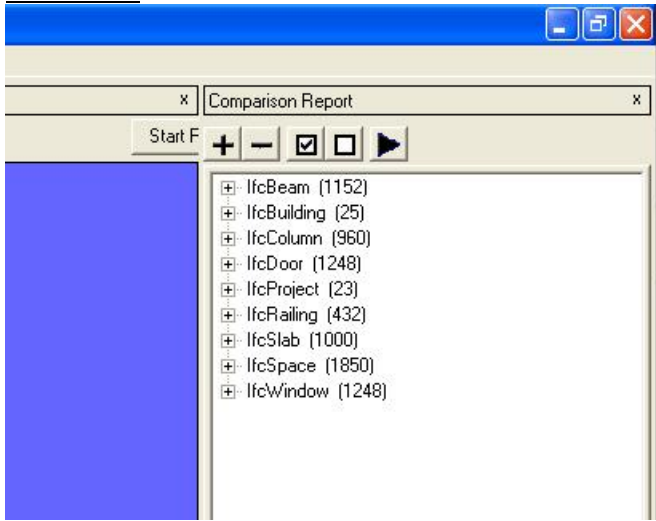 x Comparison Report x
Start F
IfcBeam (1152)
IfcBuilding (25)
IfcColumn (960)
IfcDoor (1248)
IfcProject (23)
IfcRailing (432)
IfcSlab (1000)
IfcSpace (1850)
IfcWindow (1248)